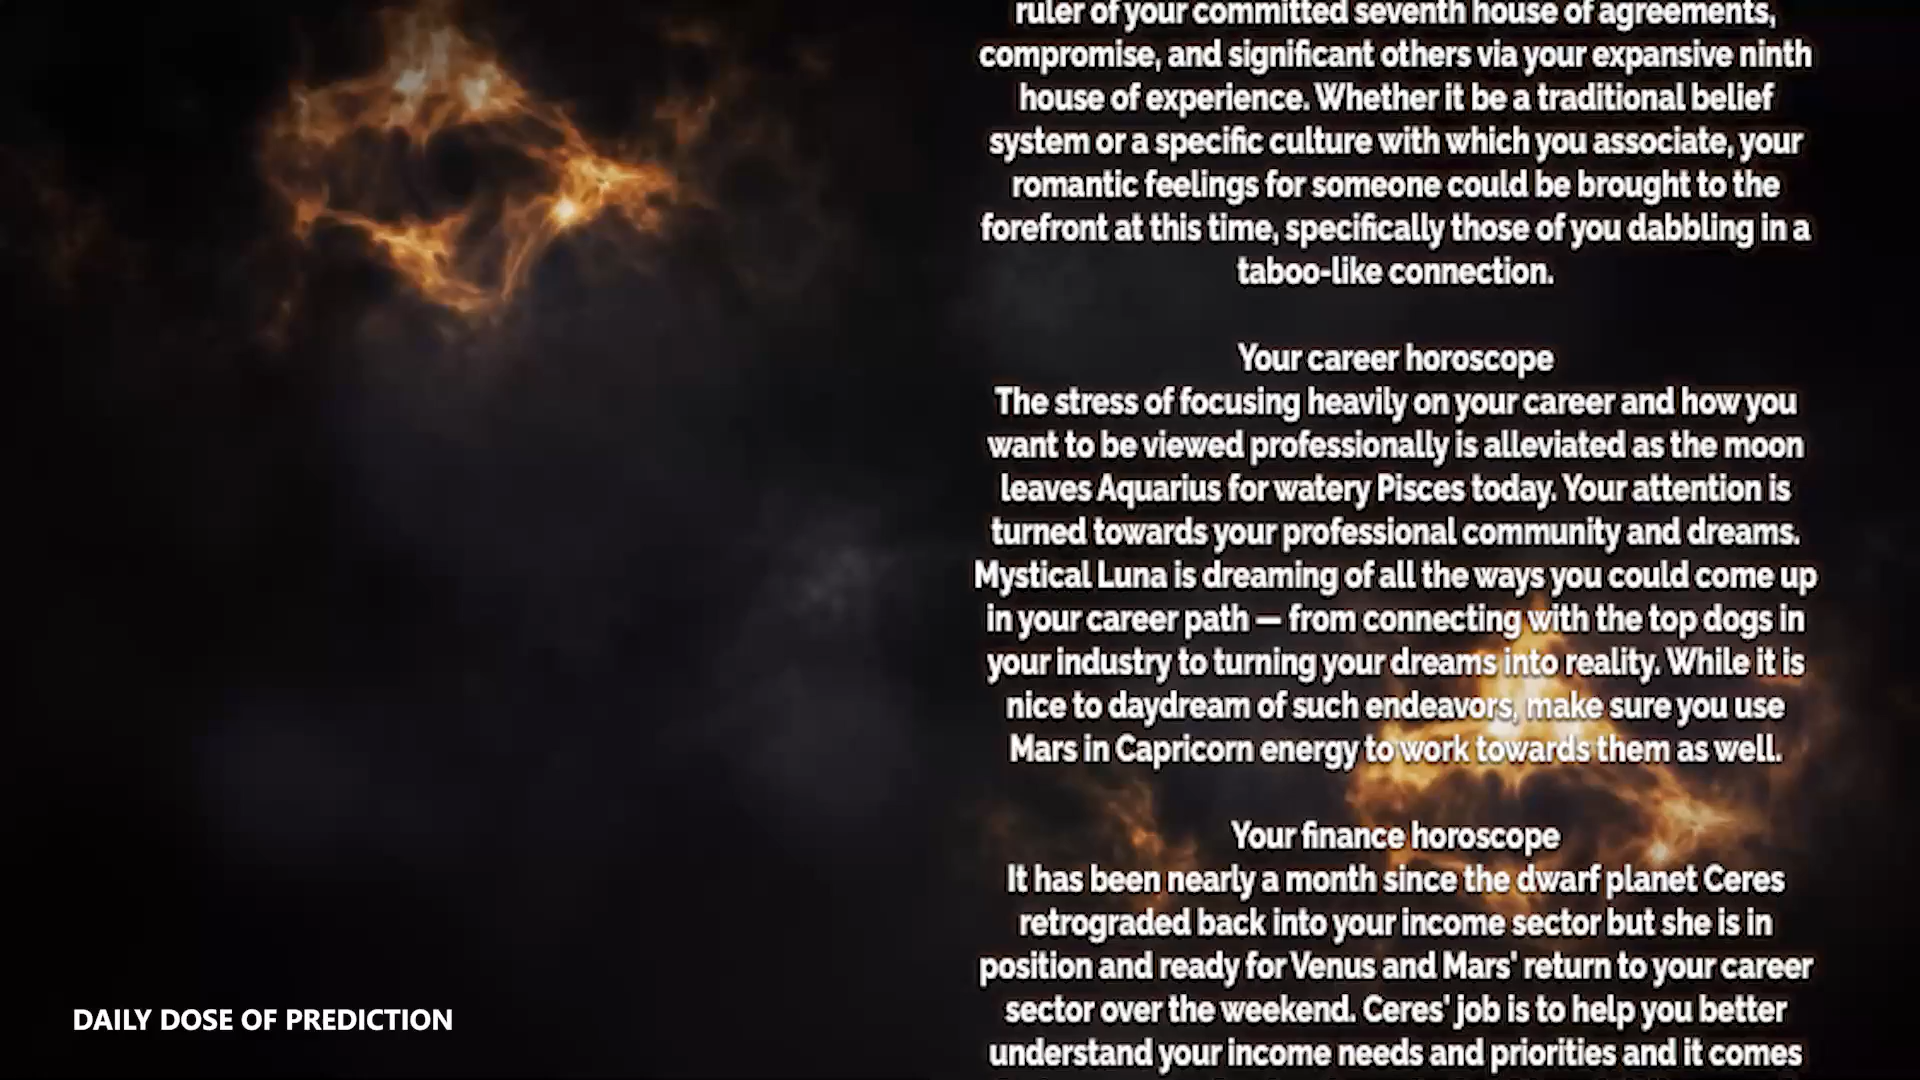 ruler of your committed seventh house of agreements,
compromise, and significant others via your expansive ninth
house of experience. Whether it be a traditional belief
system or a specific culture with which you associate, your
romantic feelings for someone could be brought to the
forefront at this time, specifically those of you dabbling in a
taboo-like connection.
Your career horoscope
The stress of focusing heavily on your career and how you
want to be viewed professionally is alleviated as the moon
leaves Aquarius for watery Pisces today. Your attention is
turned towards your professional community and dreams.
Mystical Luna is dreaming of all the ways you could come up
in your career path — from connecting with the top dogs in
your industry to turning your dreams into reality. While it is
nice to daydream of such endeavors, make sure you use
Mars in Capricorn energy to work towards them as well.
Your finance horoscope
It has been nearly a month since the dwarf planet Ceres
retrograded back into your income sector but she is in
position and ready for Venus and Mars' return to your career
sector over the weekend. Ceres' job is to help you better
understand your income needs and priorities and it comes
DAILY DOSE OF PREDICTION